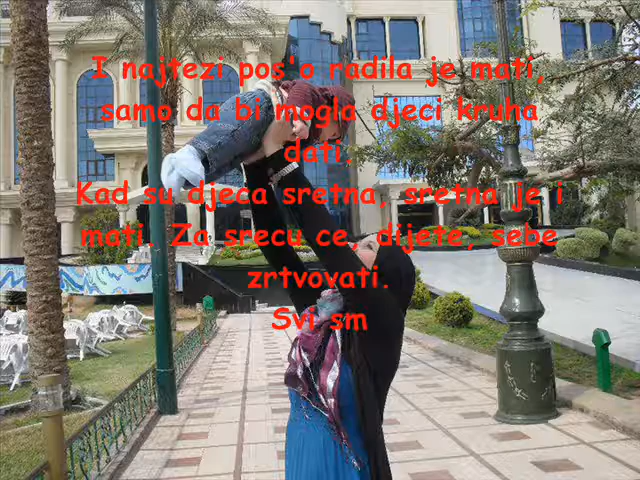 I najtezi pos'o radila je mati,
samo da bi mogla djeci kruha
dati.
Kad su djeca sretna, sretna je i
mati. Za srecu ce, dijete, sebe
zrtvovati.
Svi sm